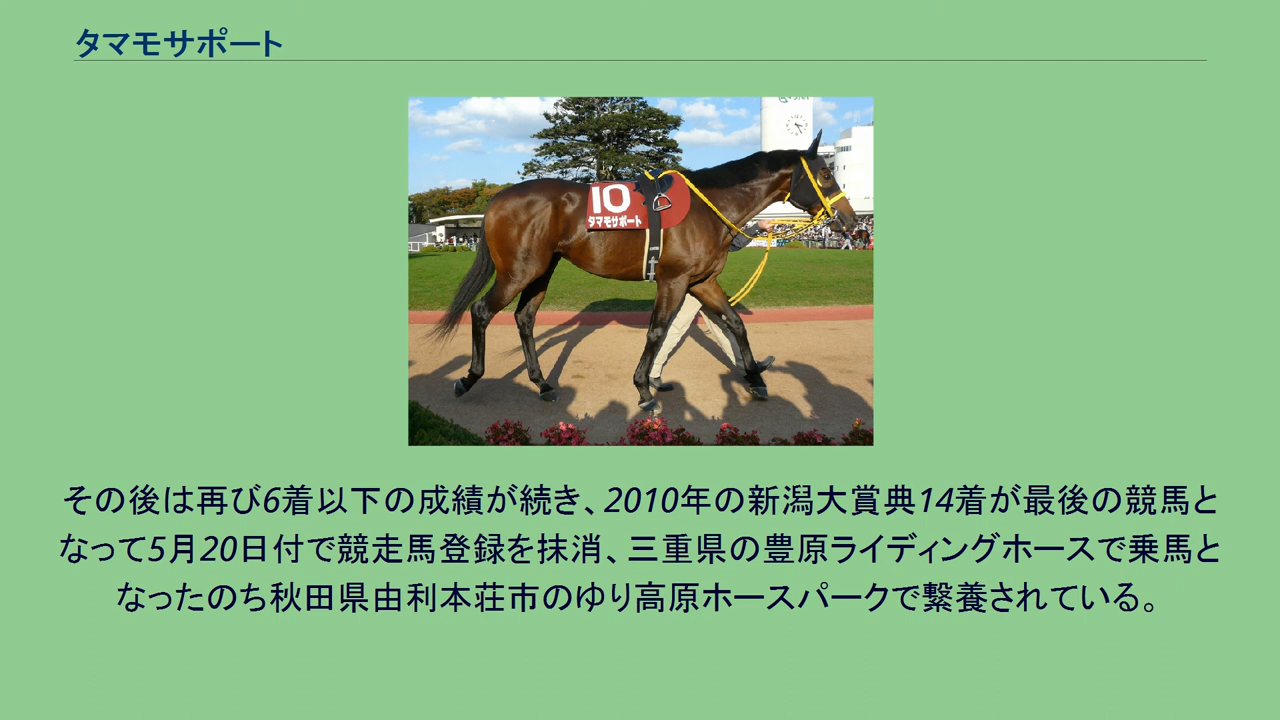 タマモサポート
10
タマモサポート
その後は再び6着以下の成績が続き、2010年の新潟大賞典14着が最後の競馬と
なって5月20日付で競走馬登録を抹消、三重県の豊原ライディングホースで乗馬と
なったのち秋田県由利本荘市のゆり高原ホースパークで繋養されている。